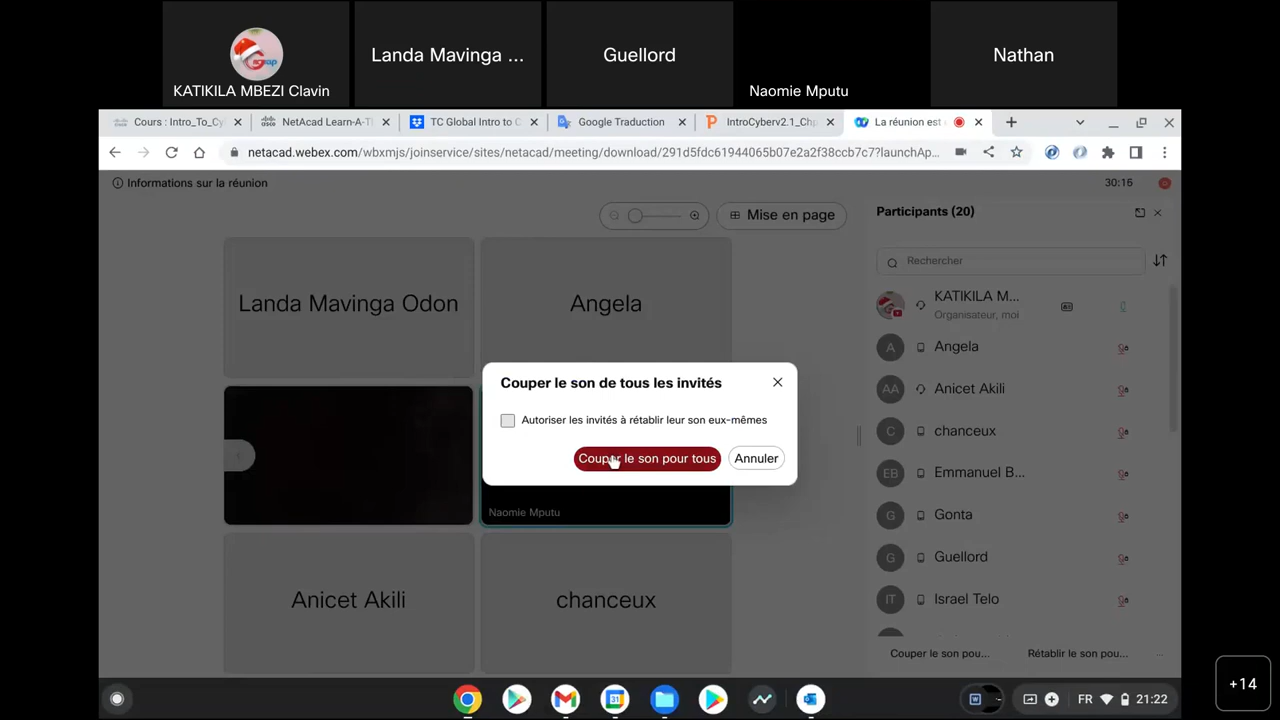 KATIKILA MBEZI Clavin
Landa Mavinga ...
Guellord
Naomie Mputu
Nathan
Cours : Intro_To_Cy
NetAcad Learn-A-T
TC Global Intro to C
Google Traduction
IntroCyberv2.1_Chp
La réunion est
netacad.webex.com/wbxmjs/joinservice/sites/netacad/meeting/download/291d5fdc61944065b07e2a2f38ccb7c7?launchAp...
Informations sur la réunion
30:16
Mise en page
Participants (20)
Rechercher
Landa Mavinga Odon
Angela
KATIKILA M...
Organisateur, moi
A
Angela
AA
Anicet Akili
C
chanceux
EB
Emmanuel B...
G
Gonta
G
Guellord
IT
Israel Telo
Couper le son de tous les invités
Autoriser les invités à rétablir leur son eux-mêmes
Couper le son pour tous
Annuler
Naomie Mputu
Anicet Akili
chanceux
Couper le son pou...
Rétablir le son pou...
...
FR
21:22
+14